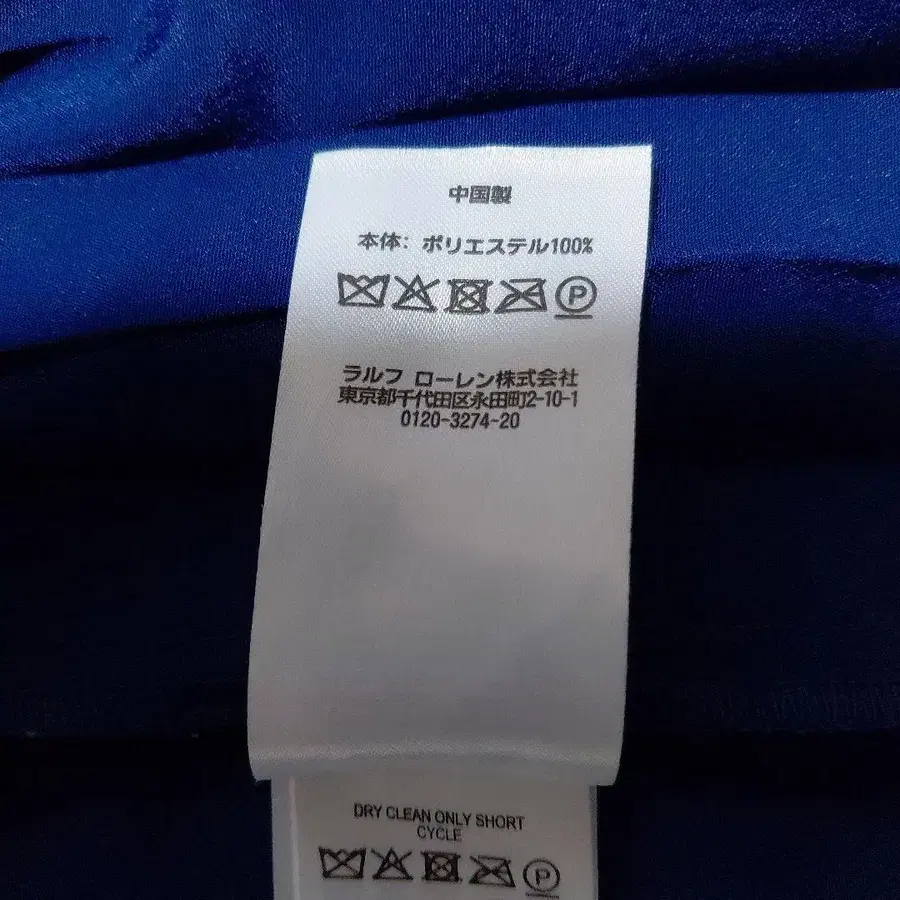 中国製
本体: ポリエステル100%
P
ラルフ ローレン株式会社
東京都千代田区永田町2-10-1
0120-3274-20
DRY CLEAN ONLY SHORT
CYCLE
P